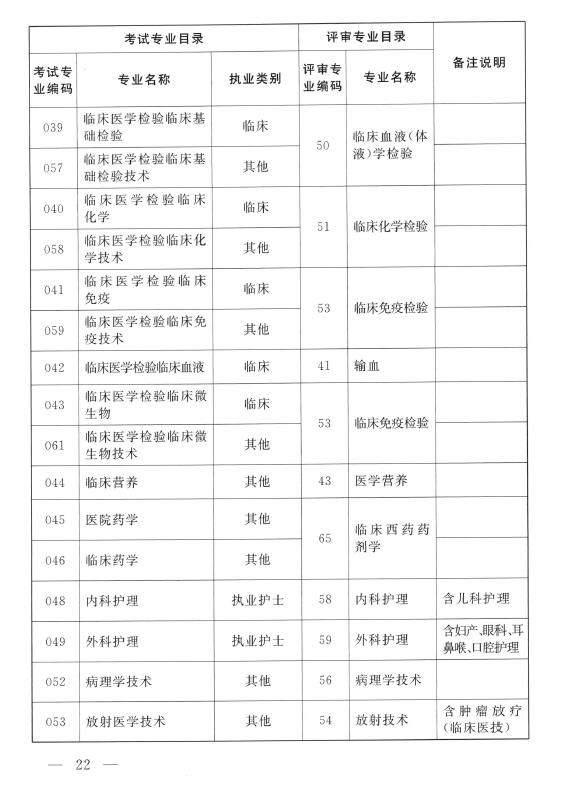 考试专业目录 评审专业目录 备注说明
考试专业编码 专业名称 执业类别 评审专业编码 专业名称
039 临床医学检验临床基础检验 临床 50 临床血液(体液)学检验
057 临床医学检验临床基础检验技术 其他
040 临床医学检验临床化学 临床 51 临床化学检验
058 临床医学检验临床化学技术 其他
041 临床医学检验临床免疫 临床 53 临床免疫检验
059 临床医学检验临床免疫技术 其他
042 临床医学检验临床血液 临床 41 输血
043 临床医学检验临床微生物 临床 53 临床免疫检验
061 临床医学检验临床微生物技术 其他
044 临床营养 其他 43 医学营养
045 医院药学 其他 65 临床西药药剂学
046 临床药学 其他
048 内科护理 执业护士 58 内科护理 含儿科护理
049 外科护理 执业护士 59 外科护理 含妇产、眼科、耳鼻喉、口腔护理
052 病理学技术 其他 56 病理学技术
053 放射医学技术 其他 54 放射技术 含肿瘤放疗(临床医技)
— 22 —